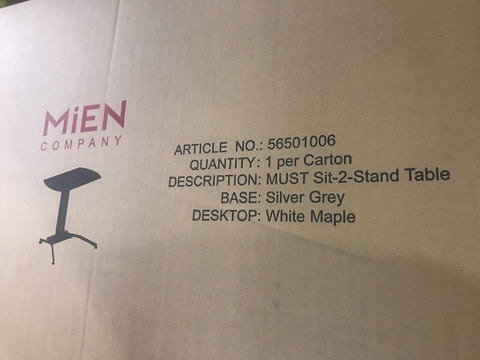 MiEN
COMPANY
ARTICLE NO.: 56501006
QUANTITY: 1 per Carton
DESCRIPTION: MUST Sit-2-Stand Table
BASE: Silver Grey
DESKTOP: White Maple